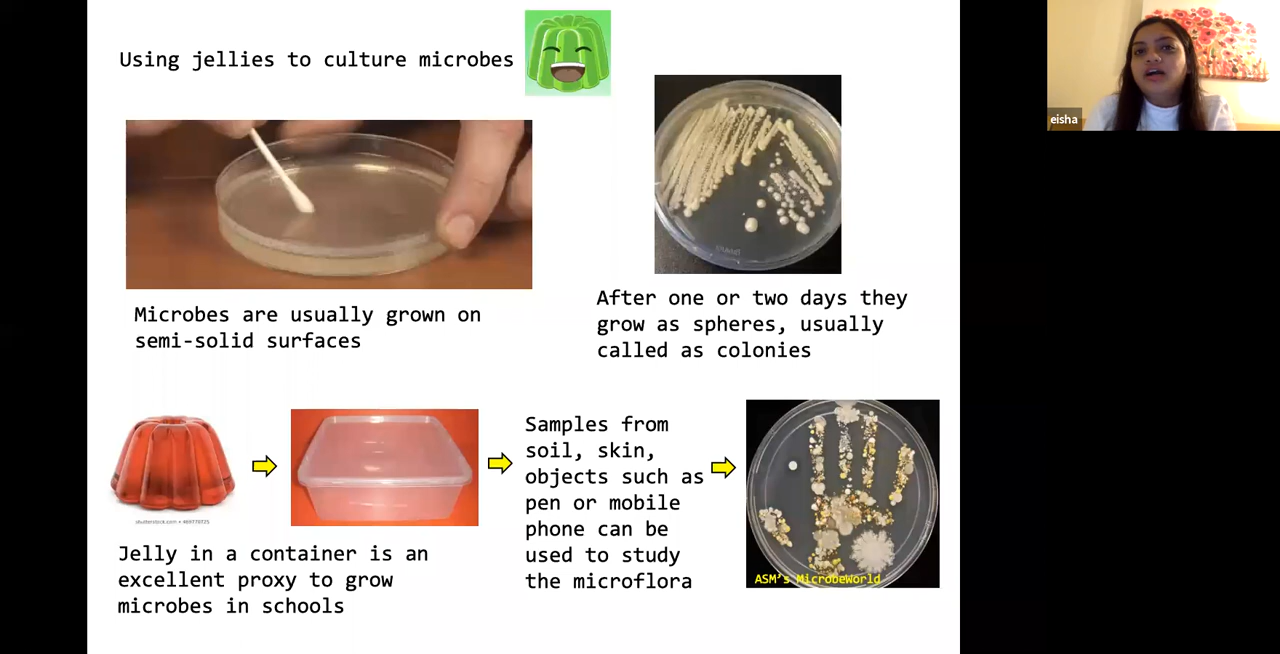 Using jellies to culture microbes
eisha
Microbes are usually grown on
semi-solid surfaces
After one or two days they
grow as spheres, usually
called as colonies
shutterstock.com • 469770725
Jelly in a container is an
excellent proxy to grow
microbes in schools
Samples from
soil, skin,
objects such as
pen or mobile
phone can be
used to study
the microflora
ASM's MicrobeWorld